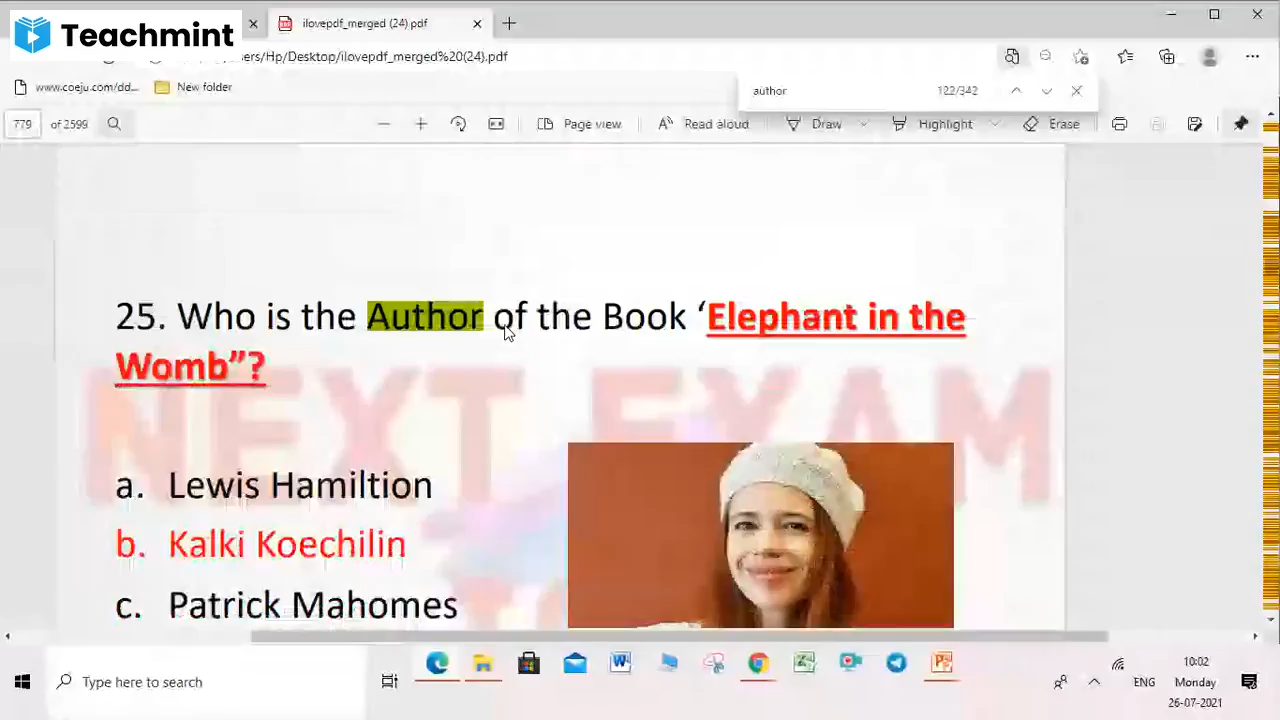 Teachmint
ilovepdf_merged (24).pdf
ers/Hp/Desktop/ilovepdf_merged%20(24).pdf
www.coeju.com/dd...
New folder
author
122/342
779
of 2599
Page view
Read aloud
Draw
Highlight
Erase
25. Who is the Author of the Book ‘Elephant in the
Womb”?
NEXT EXAM
a. Lewis Hamiltion
b. Kalki Koechilin
c. Patrick Mahomes
Type here to search
ENG
10:02
Monday
26-07-2021